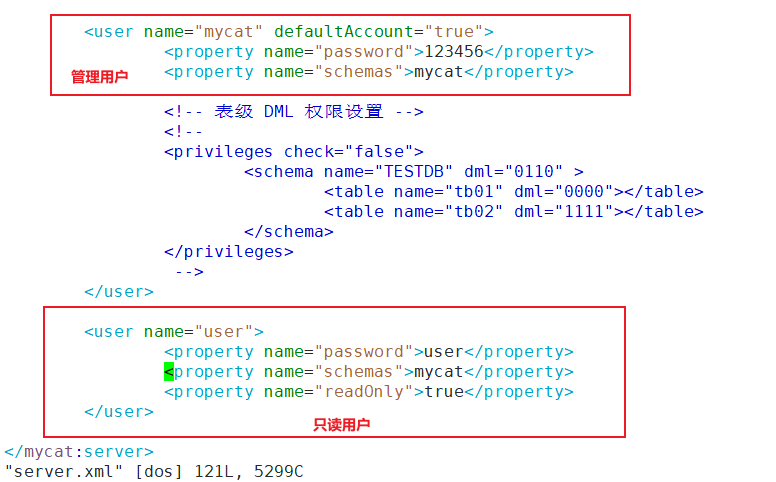 <user name="mycat" defaultAccount="true">
<property name="password">123456</property>
管理用户 <property name="schemas">mycat</property>
<!-- 表级 DML 权限设置 -->
<!--
<privileges check="false">
<schema name="TESTDB" dml="0110" >
<table name="tb01" dml="0000"></table>
<table name="tb02" dml="1111"></table>
</schema>
</privileges>
-->
</user>
<user name="user">
<property name="password">user</property>
<property name="schemas">mycat</property>
<property name="readOnly">true</property>
</user>
只读用户
</mycat:server>
"server.xml" [dos] 121L, 5299C